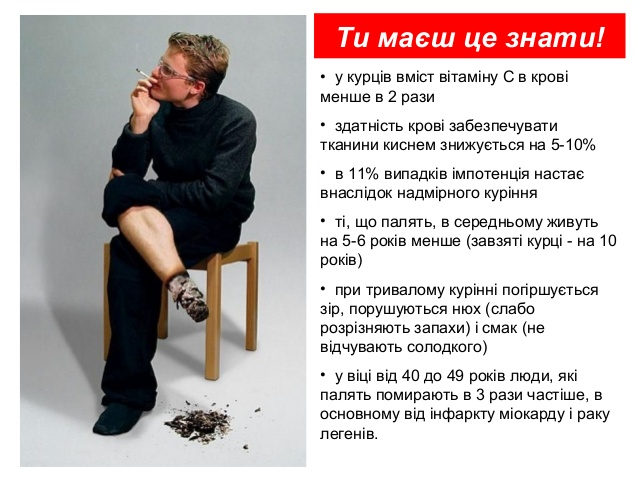 Ти маєш це знати!
• у курців вміст вітаміну С в крові
менше в 2 рази
• здатність крові забезпечувати
тканини киснем знижується на 5-10%
• в 11% випадків імпотенція настає
внаслідок надмірного куріння
• ті, що палять, в середньому живуть
на 5-6 років менше (завзяті курці - на 10
років)
• при тривалому курінні погіршується
зір, порушуються нюх (слабо
розрізняють запахи) і смак (не
відчувають солодкого)
• у віці від 40 до 49 років люди, які
палять помирають в 3 рази частіше, в
основному від інфаркту міокарду і раку
легенів.